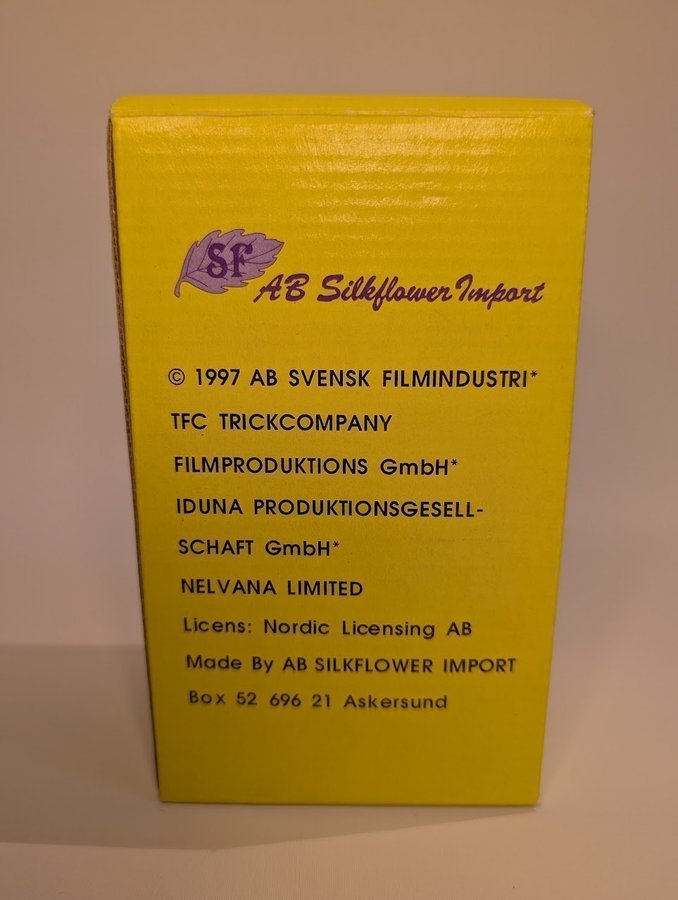 SF
AB Silkflower Import
© 1997 AB SVENSK FILMINDUSTRI*
TFC TRICKCOMPANY
FILMPRODUKTIONS GmbH*
IDUNA PRODUKTIONSGESELL-
SCHAFT GmbH*
NELVANA LIMITED
Licens: Nordic Licensing AB
Made By AB SILKFLOWER IMPORT
Box 52 696 21 Askersund